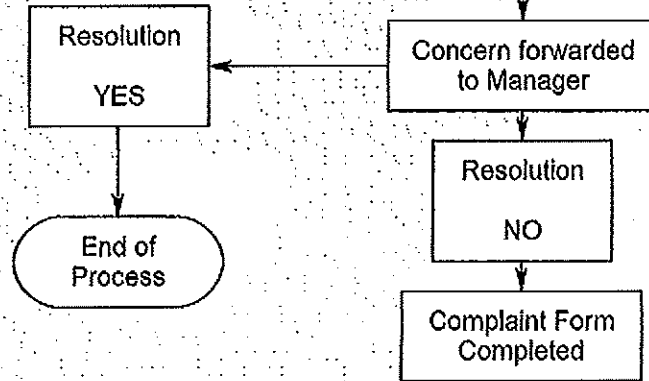 Resolution
YES
Concern forwarded
to Manager
Resolution
NO
End of
Process
Complaint Form
Completed